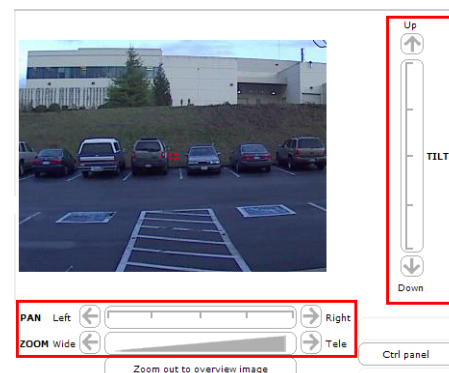 Up
TILT
Down
PAN Left Right
ZOOM Wide Tele
Ctrl panel
Zoom out to overview image